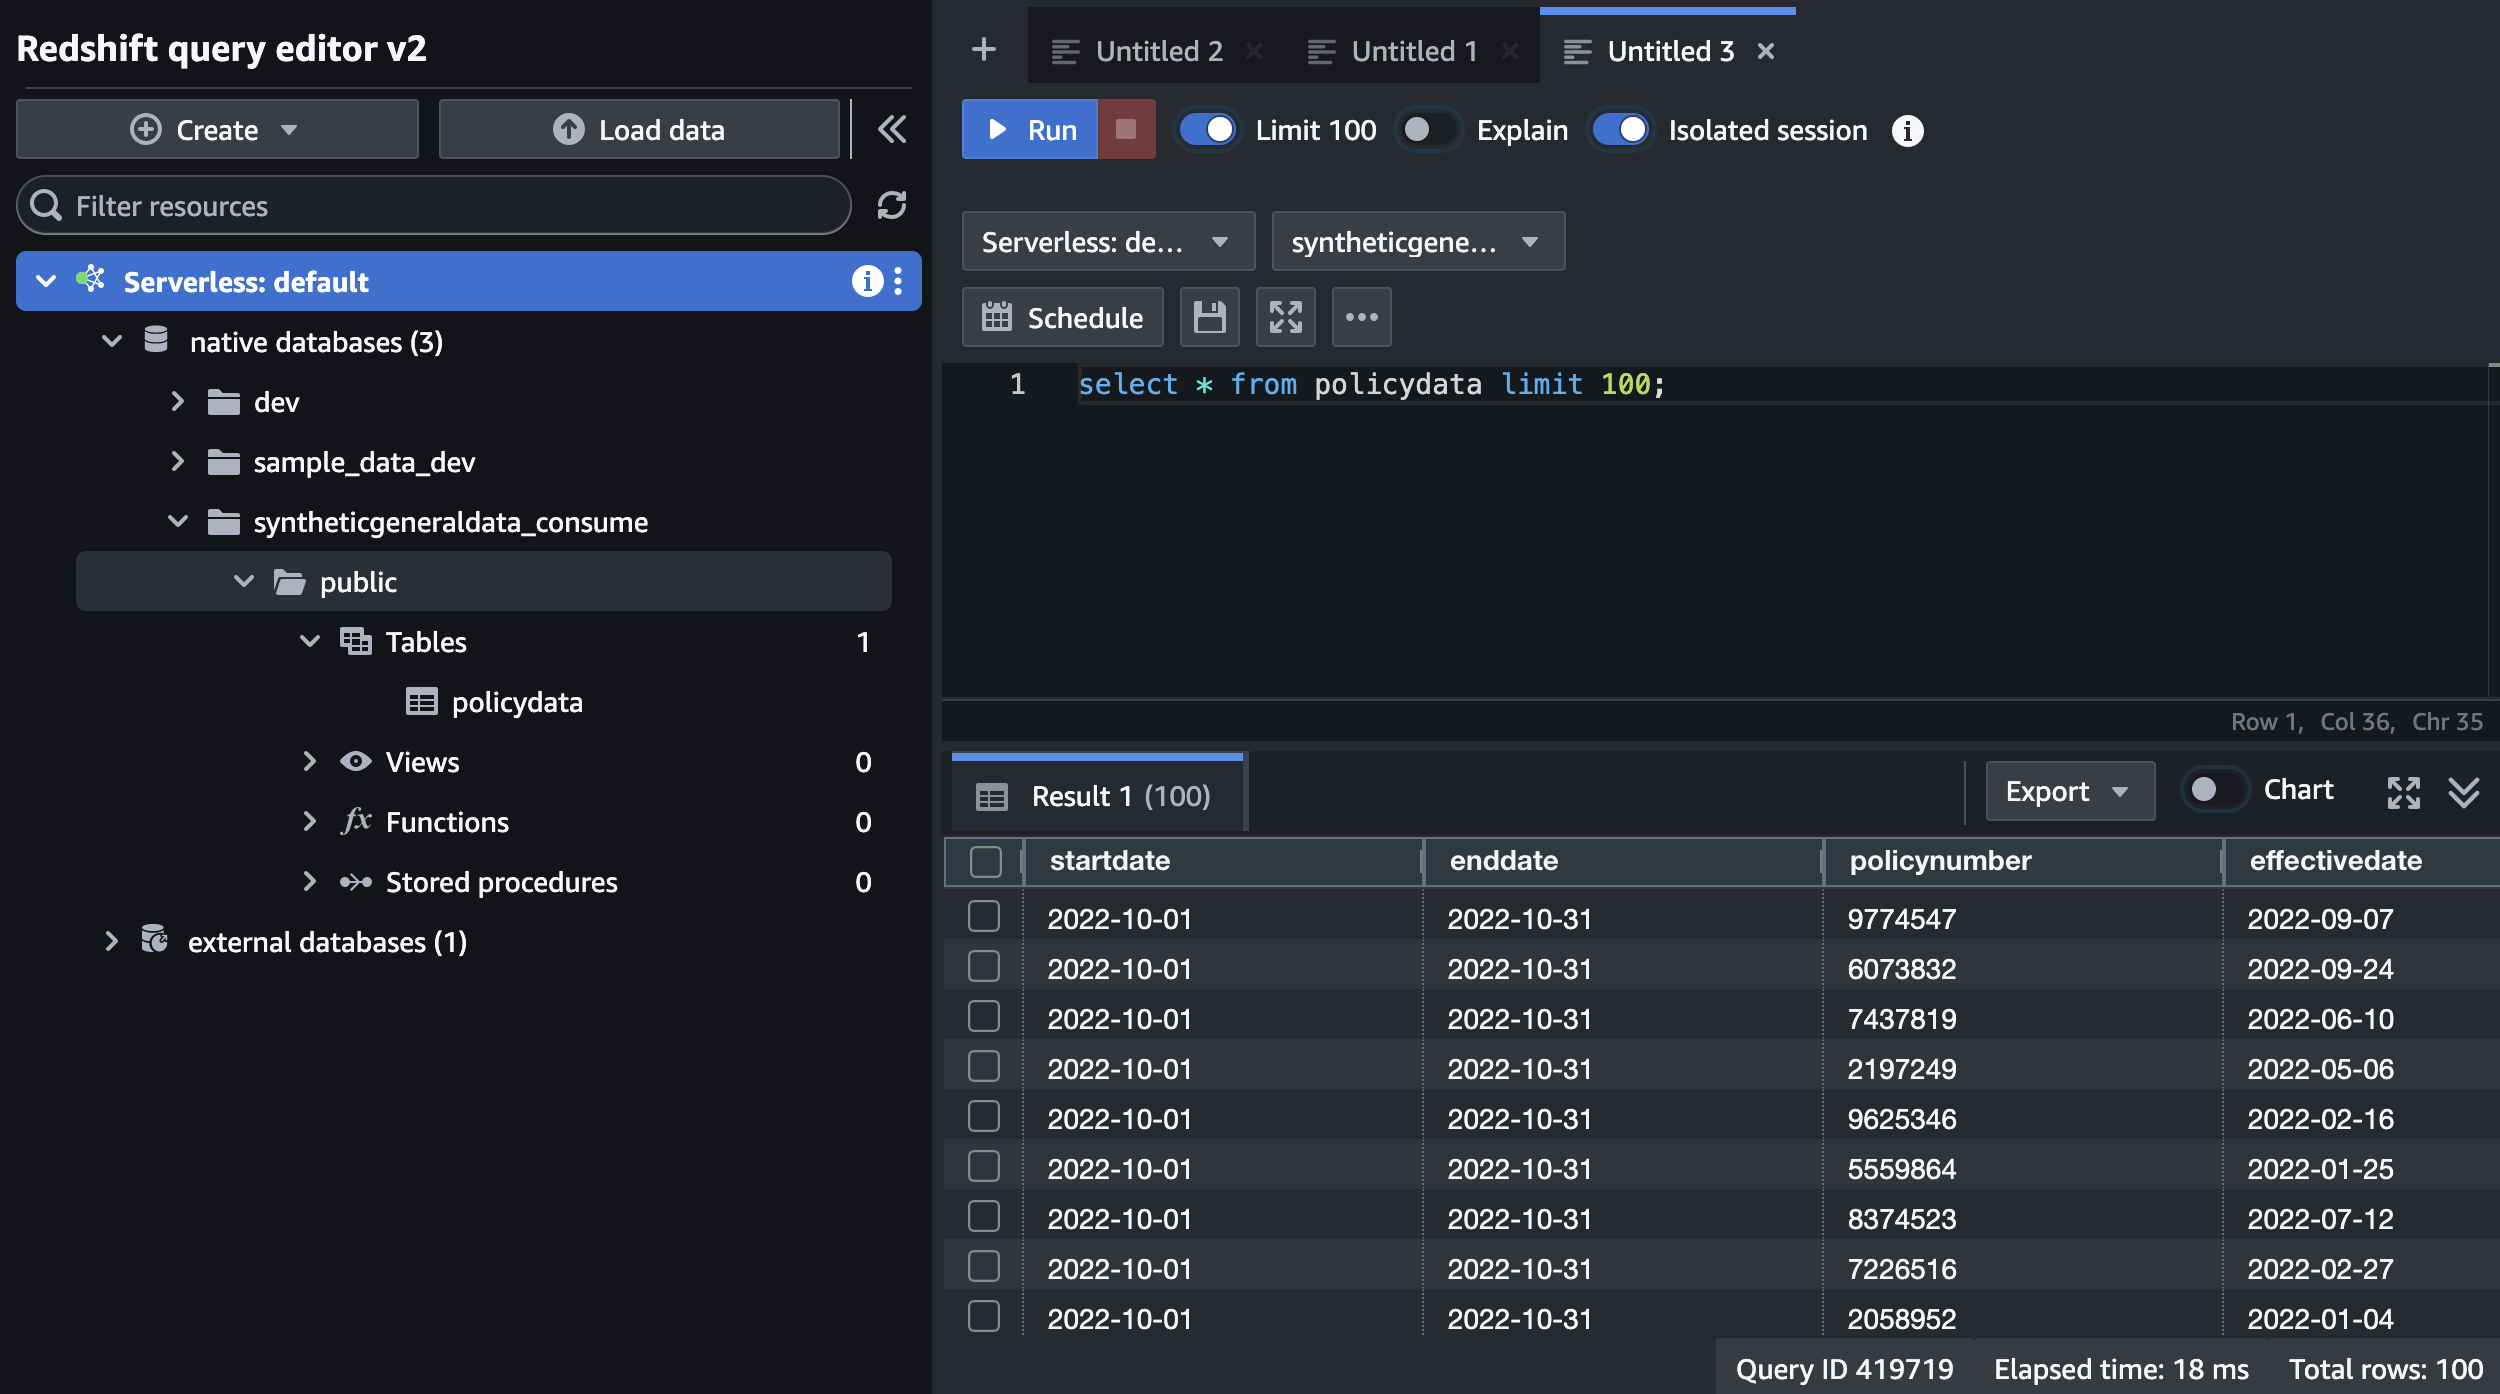 Redshift query editor v2
Create
Load data
Filter resources
Serverless: default
native databases (3)
dev
sample_data_dev
syntheticgeneraldata_consume
public
Tables 1
policydata
Views 0
fx Functions 0
Stored procedures 0
external databases (1)
Untitled 2
Untitled 1
Untitled 3
Run
Limit 100
Explain
Isolated session
Serverless: de...
syntheticgene...
Schedule
1 select * from policydata limit 100;
Row 1, Col 36, Chr 35
Result 1 (100)
Export
Chart
startdate enddate policynumber effectivedate
2022-10-01 2022-10-31 9774547 2022-09-07
2022-10-01 2022-10-31 6073832 2022-09-24
2022-10-01 2022-10-31 7437819 2022-06-10
2022-10-01 2022-10-31 2197249 2022-05-06
2022-10-01 2022-10-31 9625346 2022-02-16
2022-10-01 2022-10-31 5559864 2022-01-25
2022-10-01 2022-10-31 8374523 2022-07-12
2022-10-01 2022-10-31 7226516 2022-02-27
2022-10-01 2022-10-31 2058952 2022-01-04
Query ID 419719 Elapsed time: 18 ms Total rows: 100